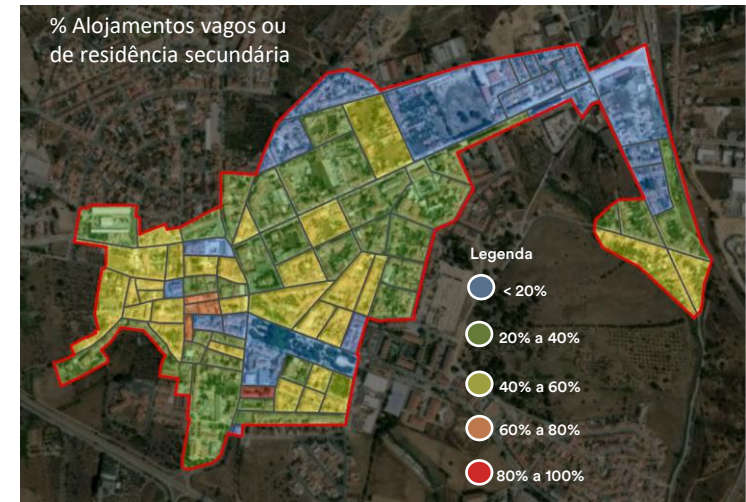 % Alojamentos vagos ou
de residência secundária
Legenda
< 20%
20% a 40%
40% a 60%
60% a 80%
80% a 100%